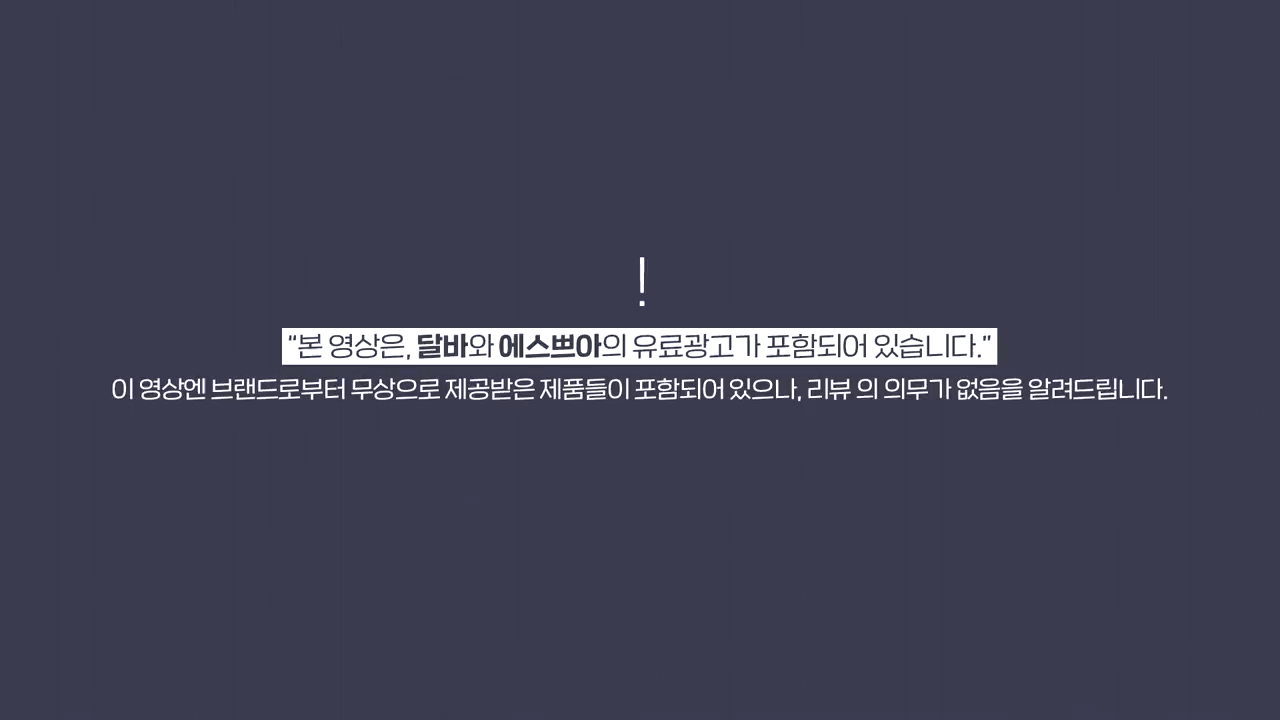 !
“본 영상은, 달바와 에스쁘아의 유료광고가 포함되어 있습니다.”
이 영상엔 브랜드로부터 무상으로 제공받은 제품들이 포함되어 있으나, 리뷰 의 의무가 없음을 알려드립니다.